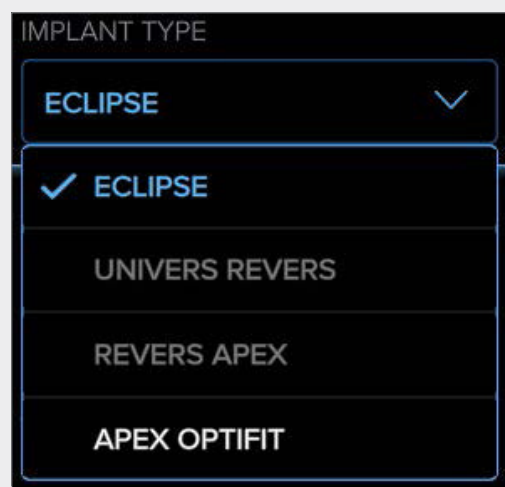 IMPLANT TYPE
ECLIPSE
ECLIPSE
UNIVERS REVERS
REVERS APEX
APEX OPTIFIT